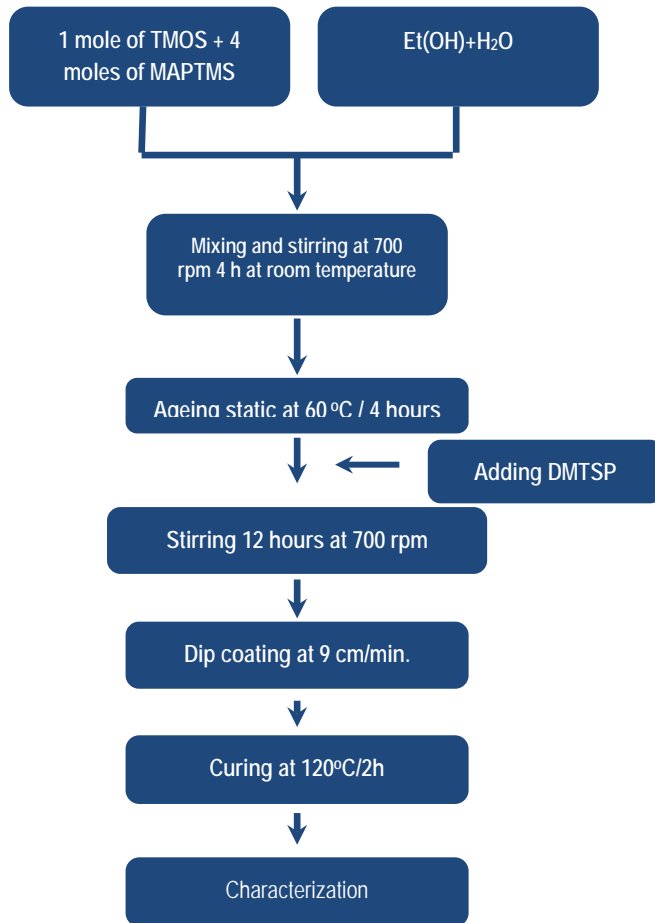 1 mole of TMOS + 4
moles of MAPTMS
Et(OH)+H₂O
Mixing and stirring at 700
rpm 4 h at room temperature
Ageing static at 60 ºC / 4 hours
Adding DMTSP
Stirring 12 hours at 700 rpm
Dip coating at 9 cm/min.
Curing at 120ºC/2h
Characterization